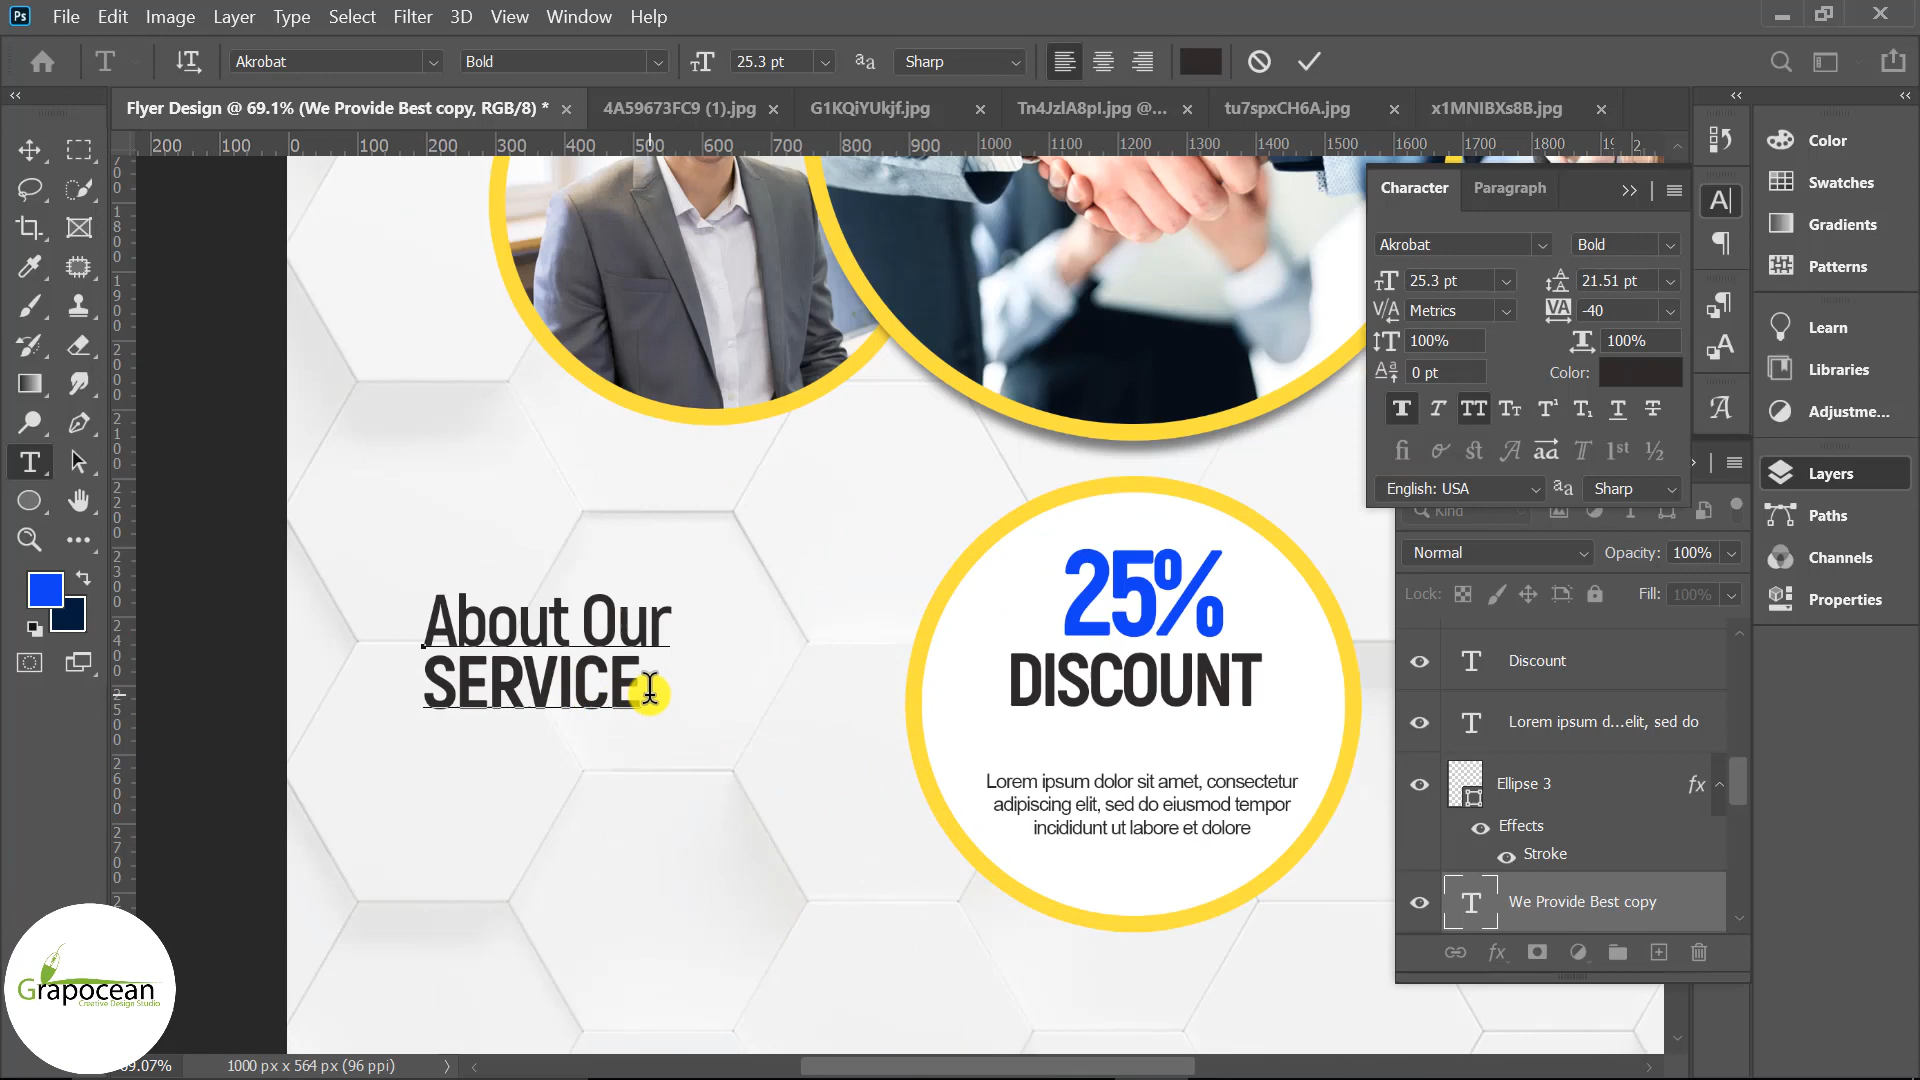 Ps File Edit Image Layer Type Select Filter 3D View Window Help
Akrobat Bold 25.3 pt Sharp
Flyer Design @ 69.1% (We Provide Best copy, RGB/8) * 4A59673FC9 (1).jpg G1KQiYUkjf.jpg Tn4JzlA8pI.jpg @... tu7spxCH6A.jpg x1MNIBXs8B.jpg
200 100 0 100 200 300 400 500 600 700 800 900 1000 1100 1200 1300 1400 1500 1600 1700 1800
Character Paragraph
Akrobat Bold
25.3 pt 21.51 pt
Metrics -40
100% 100%
0 pt Color:
English: USA Sharp
Color
Swatches
Gradients
Patterns
Learn
Libraries
Adjustme...
Layers
Paths
Channels
Properties
Kind
Normal Opacity: 100%
Lock: Fill: 100%
Discount
Lorem ipsum d...elit, sed do
Ellipse 3 fx
Effects
Stroke
We Provide Best copy
About Our
SERVICE
25%
DISCOUNT
Lorem ipsum dolor sit amet, consectetur
adipiscing elit, sed do eiusmod tempor
incididunt ut labore et dolore
Grapocean
Creative Design Studio
1000 px x 564 px (96 ppi)